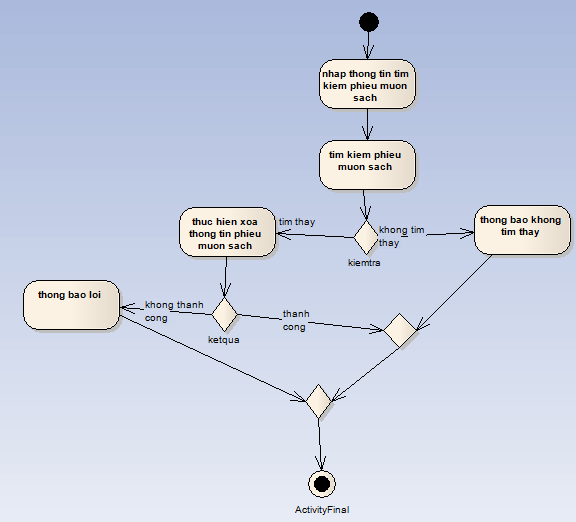 nhap thong tin tim
kiem phieu muon
sach
tim kiem phieu
muon sach
thuc hien xoa
thong tin phieu
muon sach
tim thay
khong tim
thay
kiemtra
thong bao khong
tim thay
thong bao loi
khong thanh
cong
ketqua
thanh
cong
ActivityFinal